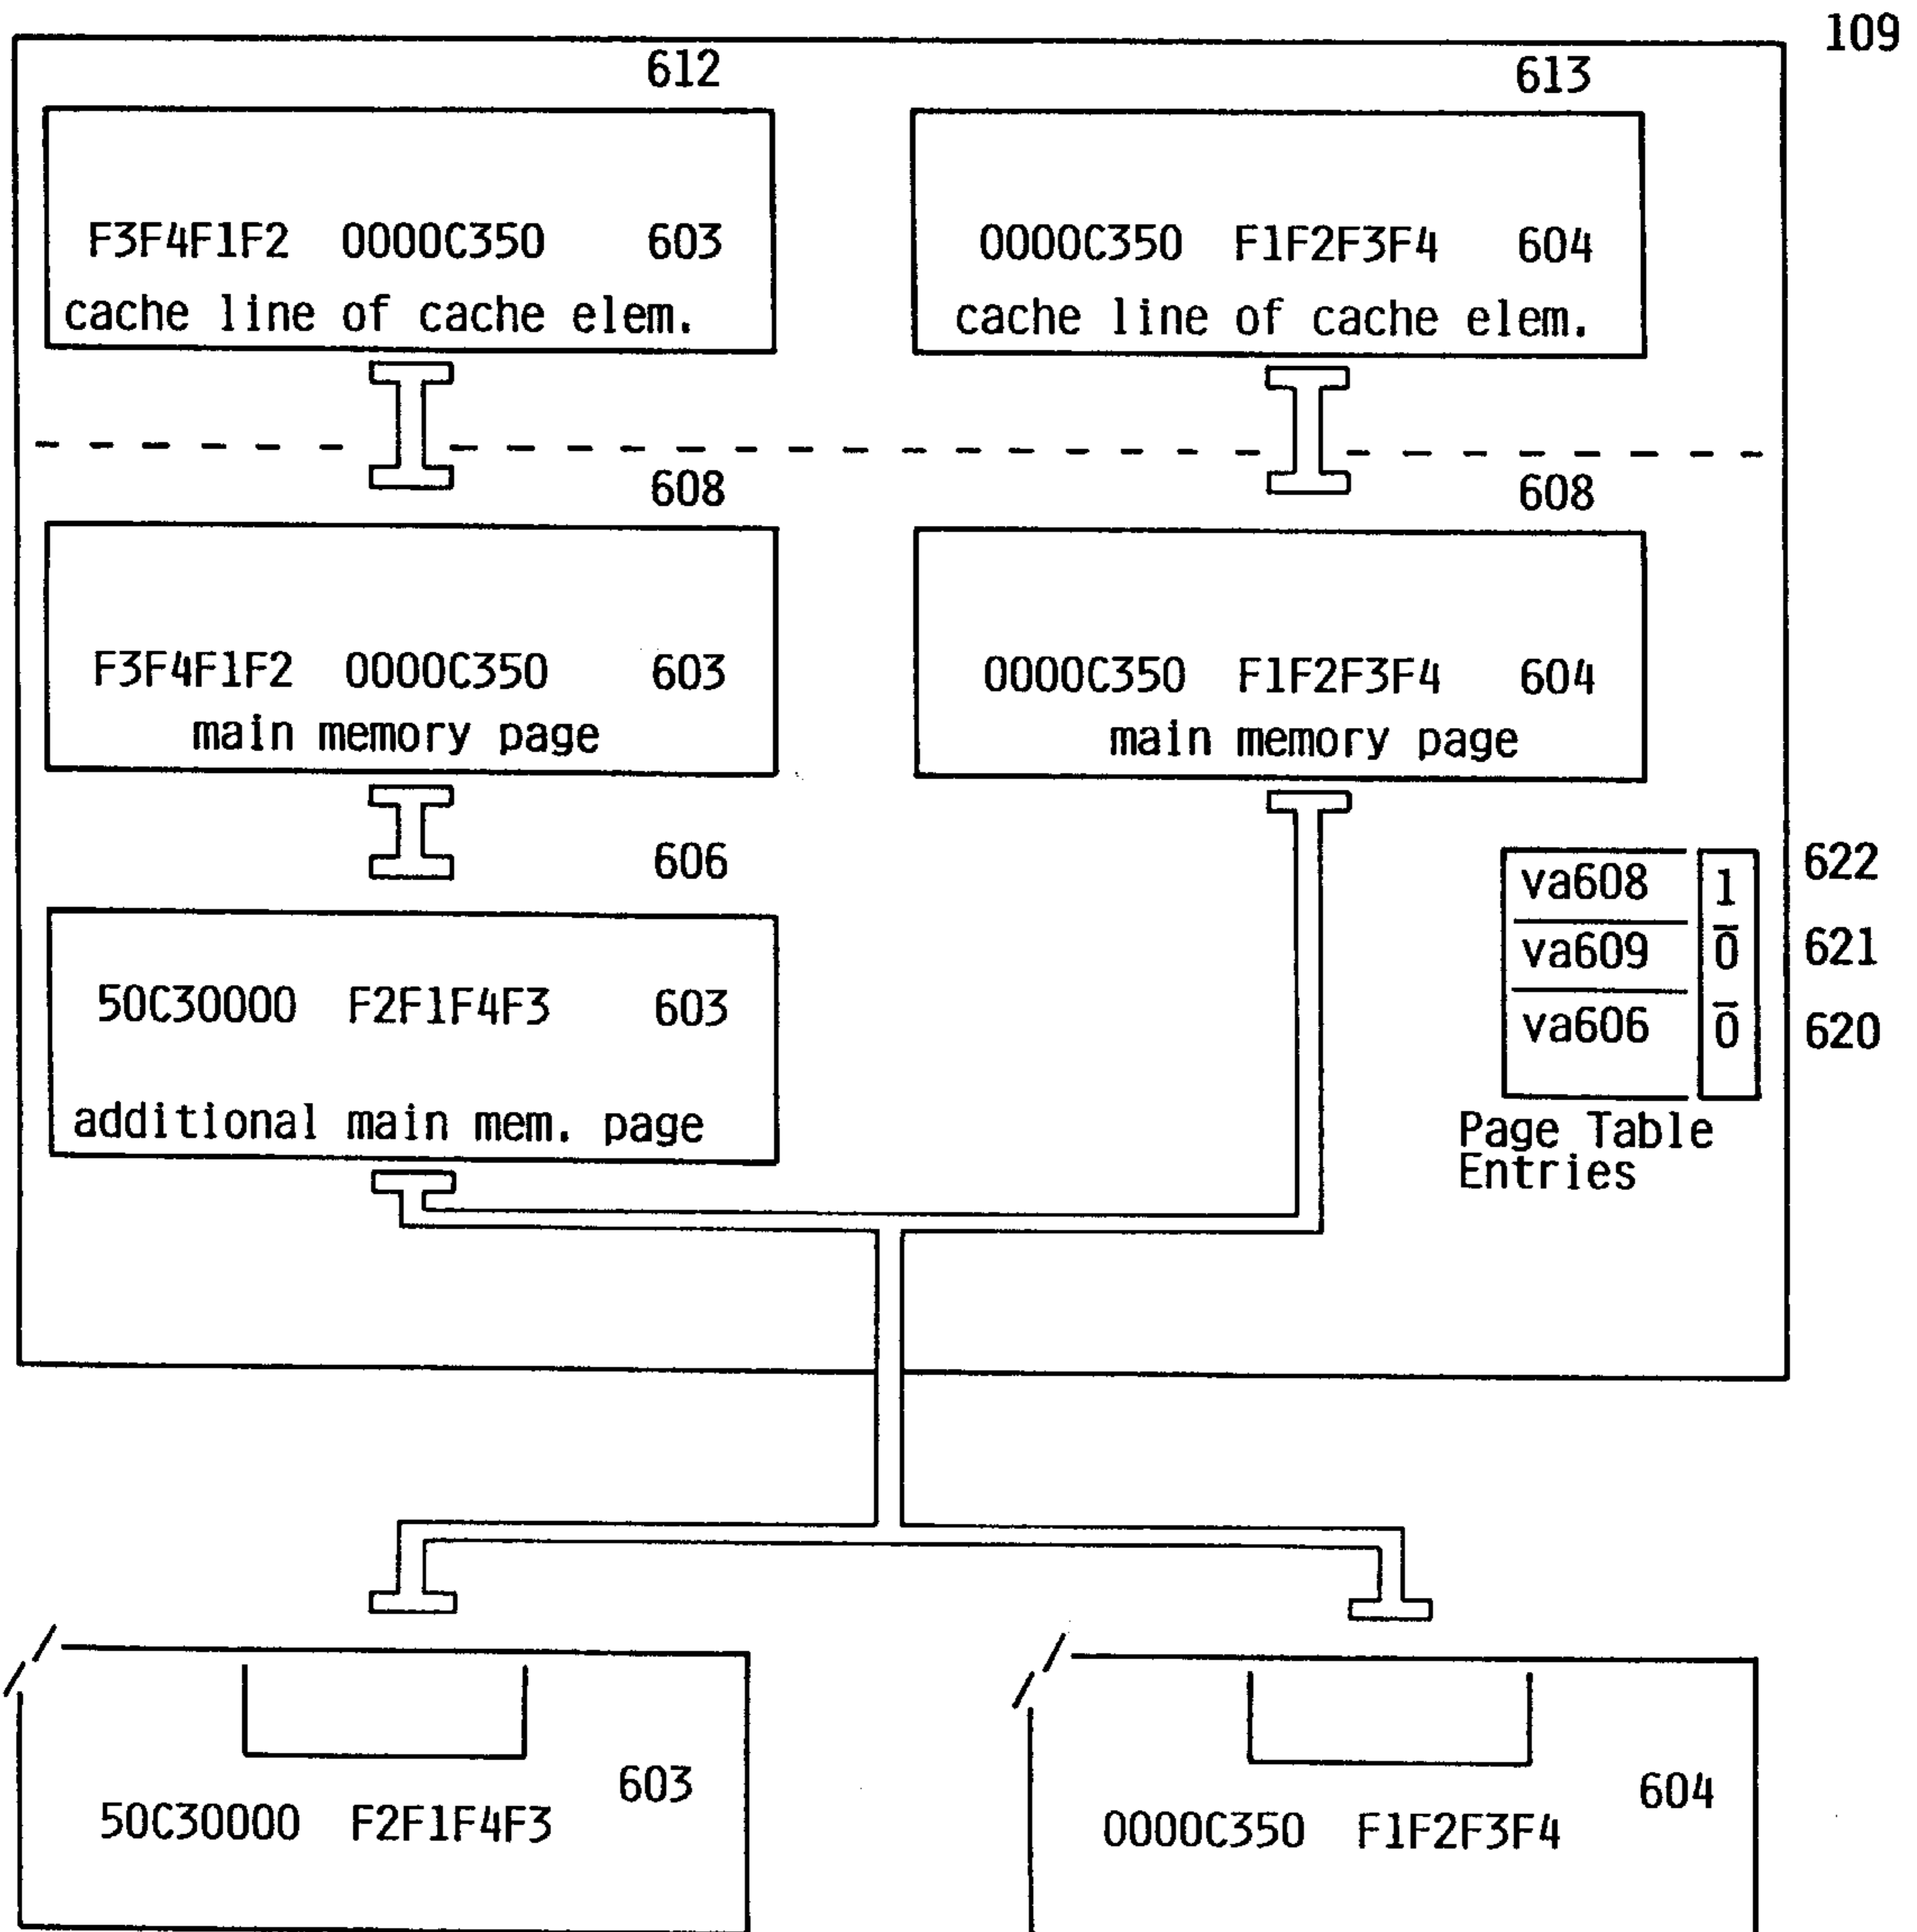 109
612
613
F3F4F1F2 0000C350 603
cache line of cache elem.
0000C350 F1F2F3F4 604
cache line of cache elem.
608
608
F3F4F1F2 0000C350 603
main memory page
0000C350 F1F2F3F4 604
main memory page
606
50C30000 F2F1F4F3 603
additional main mem. page
va608 1 622
va609 0 621
va606 0 620
Page Table
Entries
603
50C30000 F2F1F4F3
604
0000C350 F1F2F3F4